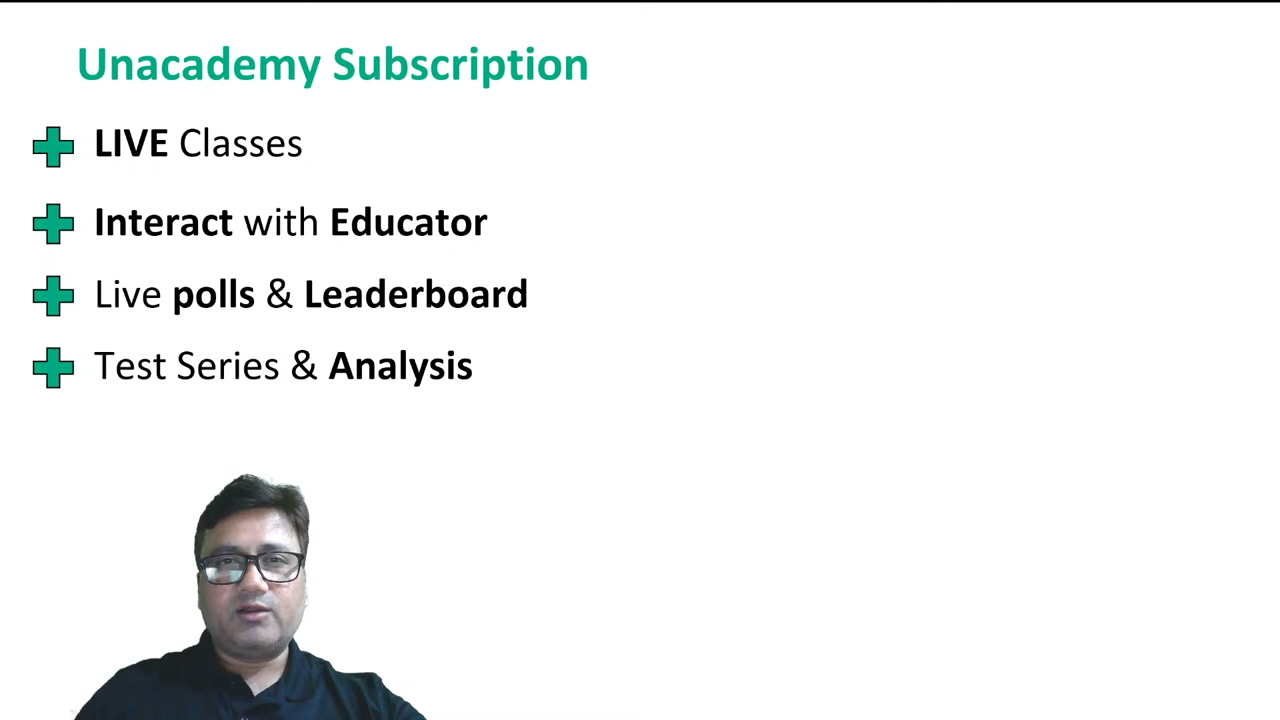 Unacademy Subscription
LIVE Classes
Interact with Educator
Live polls & Leaderboard
Test Series & Analysis